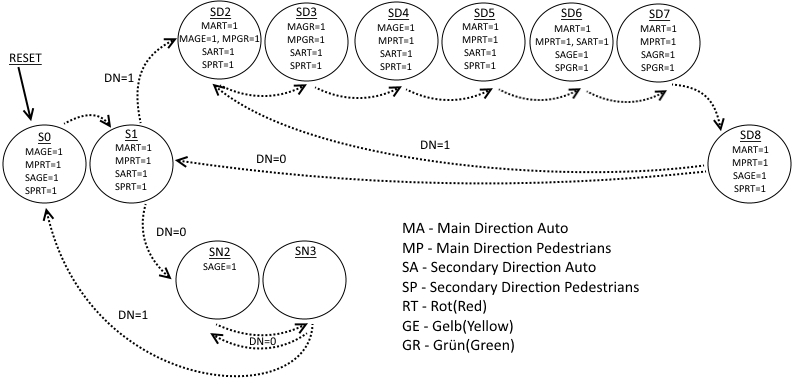 RESET
S0
MAGE=1
MPRT=1
SAGE=1
SPRT=1
S1
MART=1
MPRT=1
SART=1
SPRT=1
DN=1
SD2
MART=1
MAGE=1, MPGR=1
SART=1
SPRT=1
SD3
MAGR=1
MPGR=1
SART=1
SPRT=1
SD4
MAGE=1
MPRT=1
SART=1
SPRT=1
SD5
MART=1
MPRT=1
SART=1
SPRT=1
SD6
MART=1
MPRT=1, SART=1
SAGE=1
SPGR=1
SD7
MART=1
MPRT=1
SAGR=1
SPGR=1
SD8
MART=1
MPRT=1
SAGE=1
SPRT=1
DN=1
DN=0
DN=0
SN2
SAGE=1
SN3
DN=0
DN=1
MA - Main Direction Auto
MP - Main Direction Pedestrians
SA - Secondary Direction Auto
SP - Secondary Direction Pedestrians
RT - Rot(Red)
GE - Gelb(Yellow)
GR - Grün(Green)